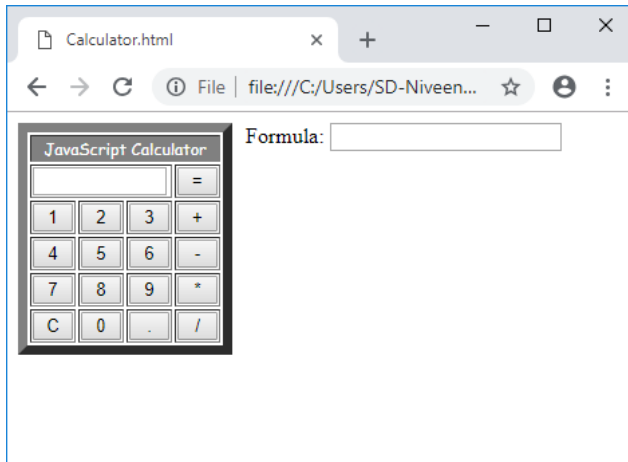 Calculator.html
File file:///C:/Users/SD-Niveen...
JavaScript Calculator
Formula:
=
1 2 3 +
4 5 6 -
7 8 9 *
C 0 . /